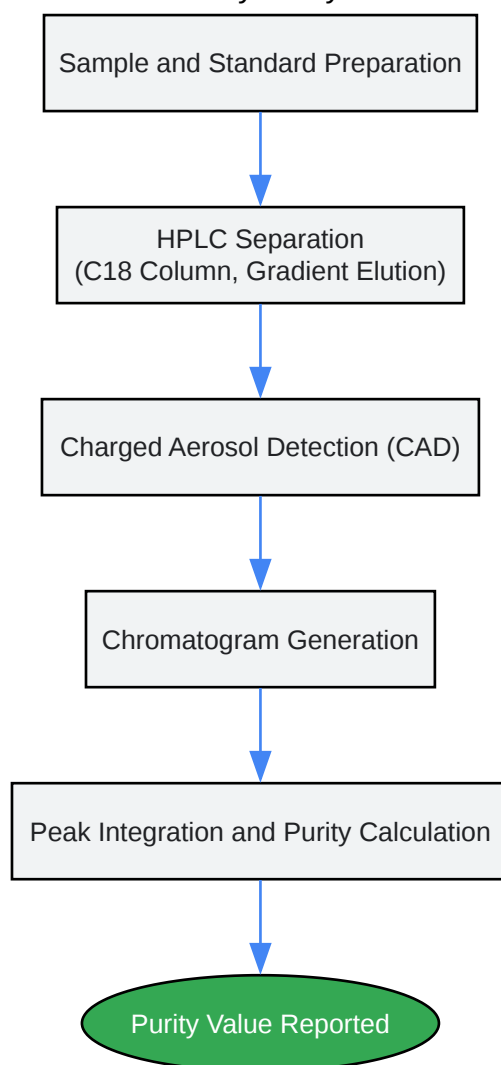 Sample and Standard Preparation
HPLC Separation
(C18 Column, Gradient Elution)
Charged Aerosol Detection (CAD)
Chromatogram Generation
Peak Integration and Purity Calculation
Purity Value Reported